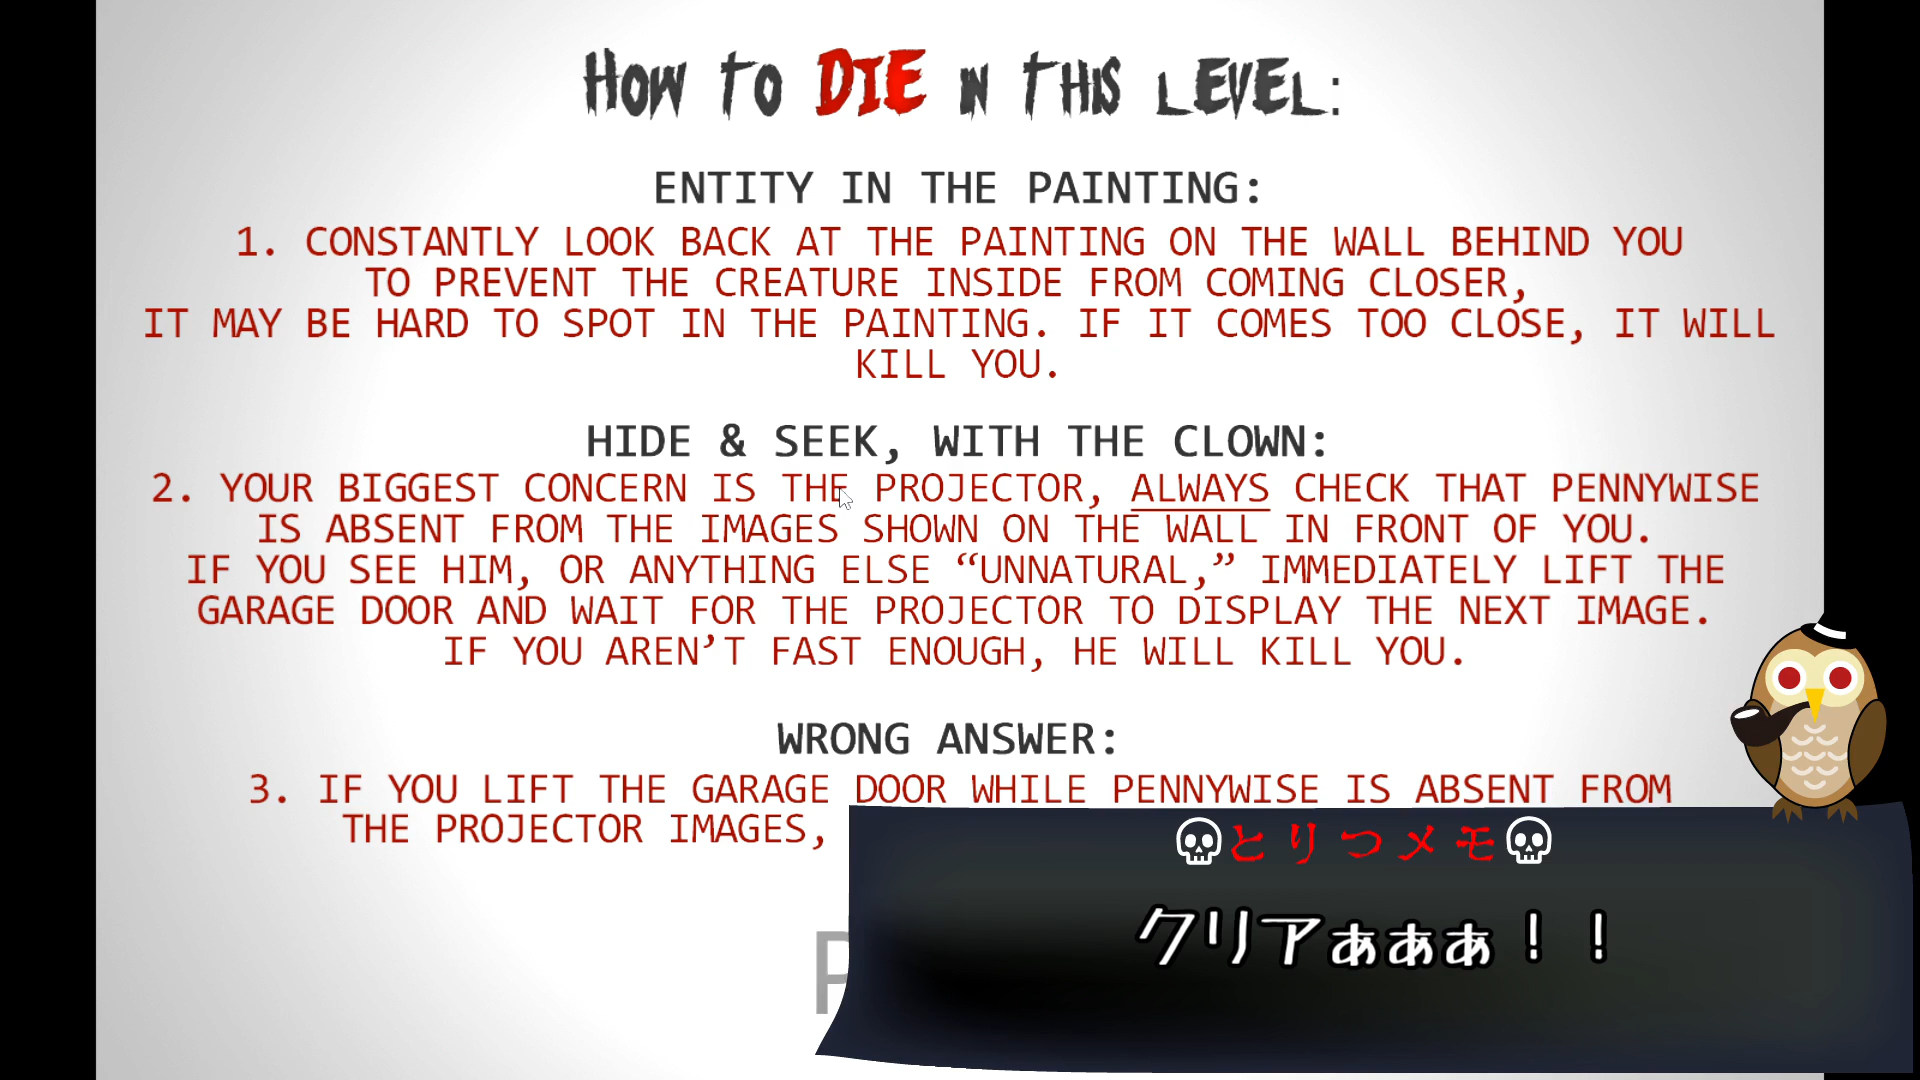 How to DIE in this level:
ENTITY IN THE PAINTING:
1. CONSTANTLY LOOK BACK AT THE PAINTING ON THE WALL BEHIND YOU
TO PREVENT THE CREATURE INSIDE FROM COMING CLOSER,
IT MAY BE HARD TO SPOT IN THE PAINTING. IF IT COMES TOO CLOSE, IT WILL
KILL YOU.
HIDE & SEEK, WITH THE CLOWN:
2. YOUR BIGGEST CONCERN IS THE PROJECTOR, ALWAYS CHECK THAT PENNYWISE
IS ABSENT FROM THE IMAGES SHOWN ON THE WALL IN FRONT OF YOU.
IF YOU SEE HIM, OR ANYTHING ELSE “UNNATURAL,” IMMEDIATELY LIFT THE
GARAGE DOOR AND WAIT FOR THE PROJECTOR TO DISPLAY THE NEXT IMAGE.
IF YOU AREN’T FAST ENOUGH, HE WILL KILL YOU.
WRONG ANSWER:
3. IF YOU LIFT THE GARAGE DOOR WHILE PENNYWISE IS ABSENT FROM
THE PROJECTOR IMAGES,
💀とりつメモ💀
クリアぁぁぁ！！